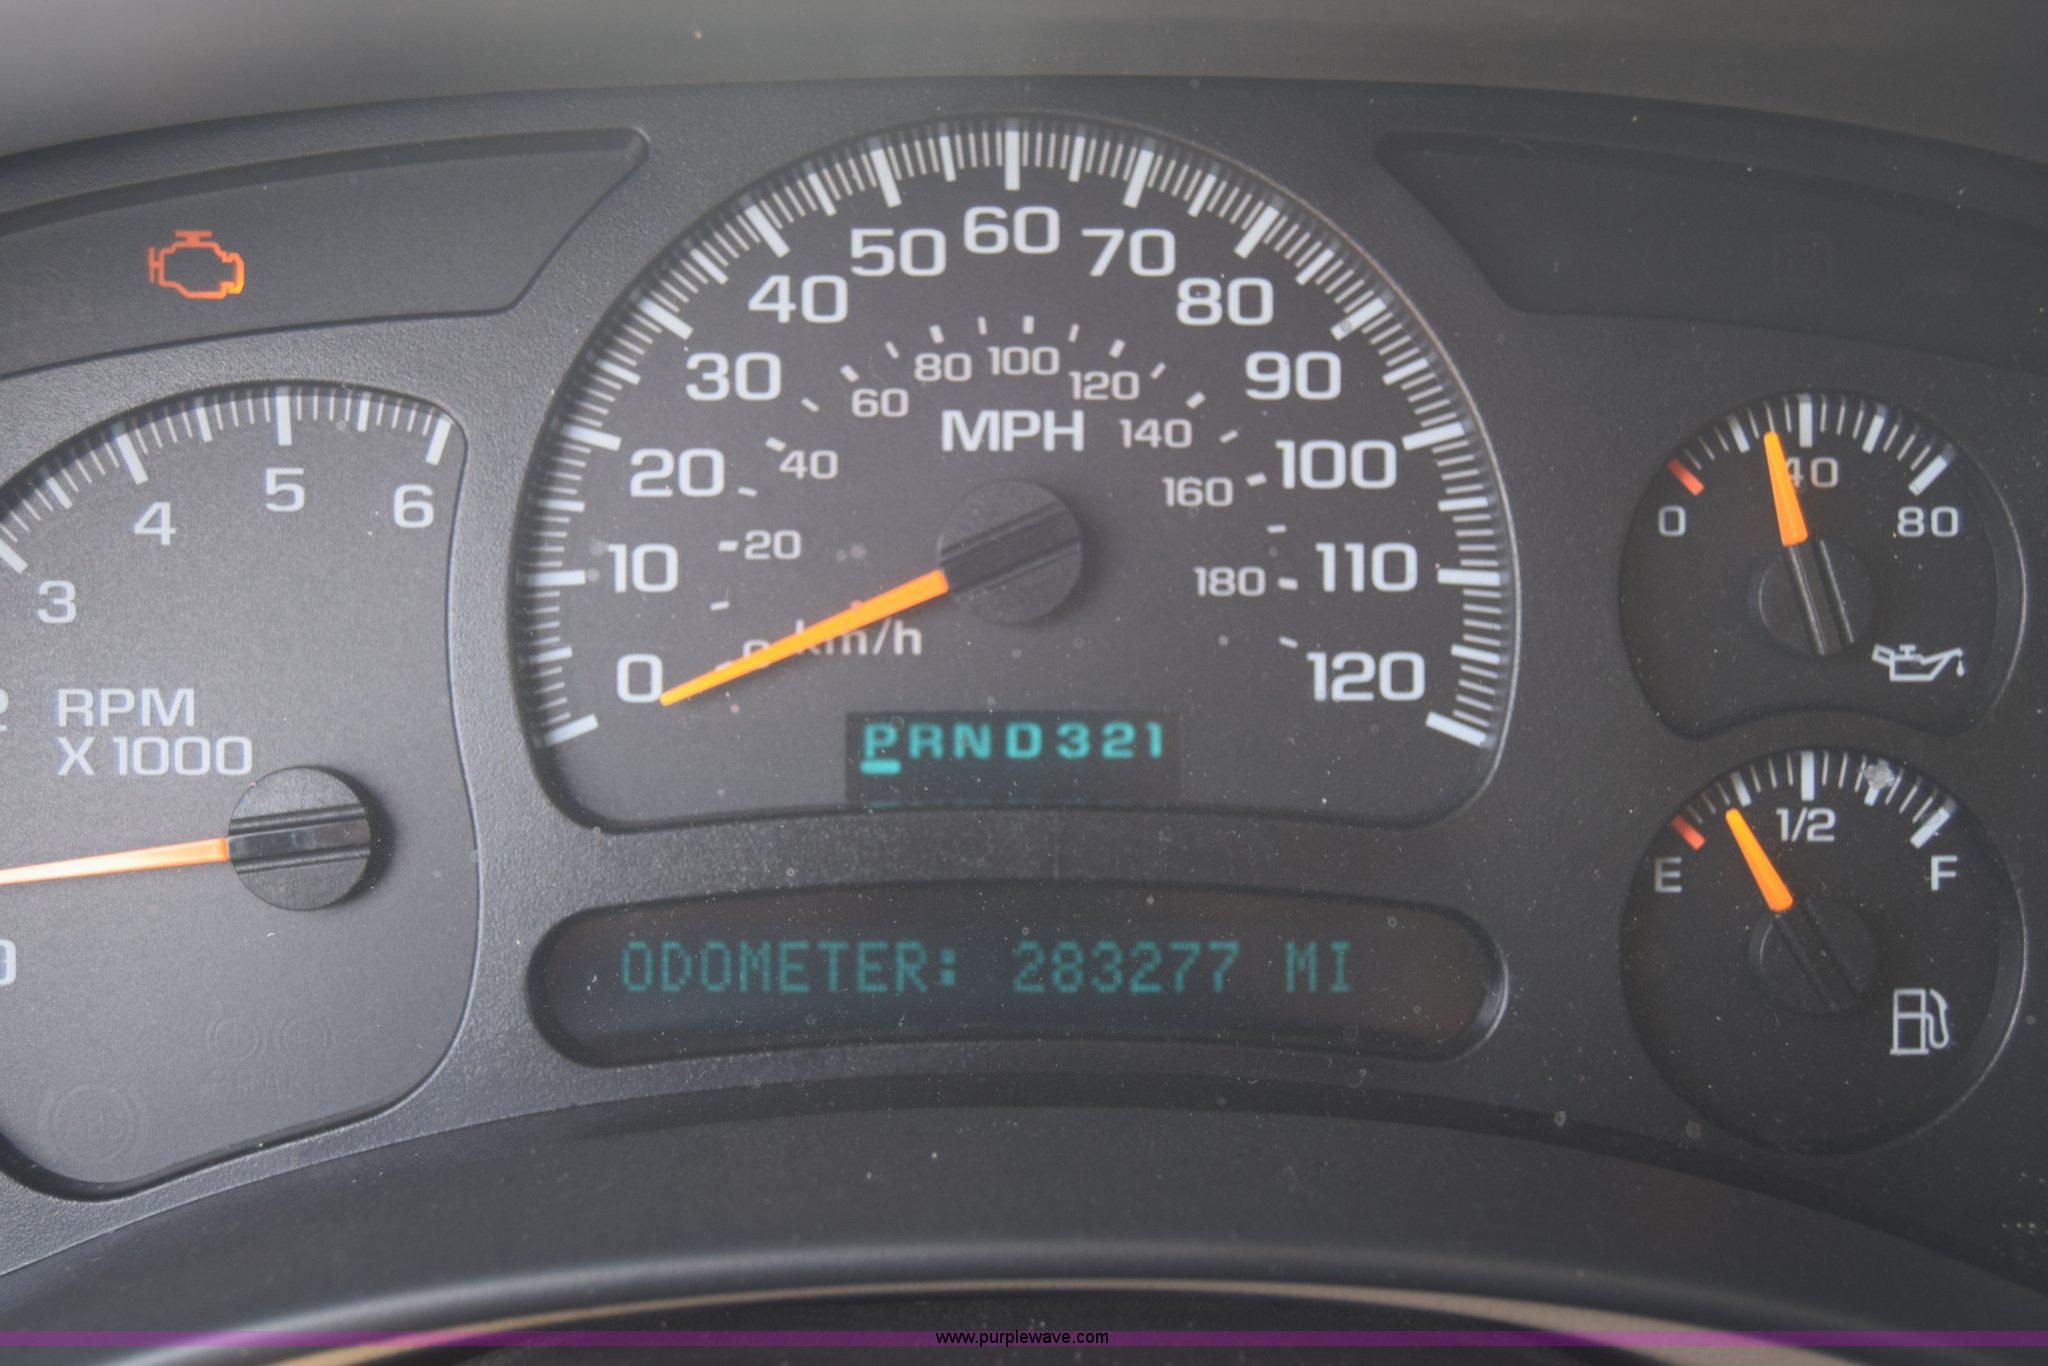 50 60 70
40 80
30 90
20 100
10 110
0 120
60 80 100 120
40 140
20 160
0 180
MPH
km/h
PRND321
3 4 5 6
RPM
X 1000
0 40 80
1/2
E F
ODOMETER: 283277 MI
www.purplewave.com